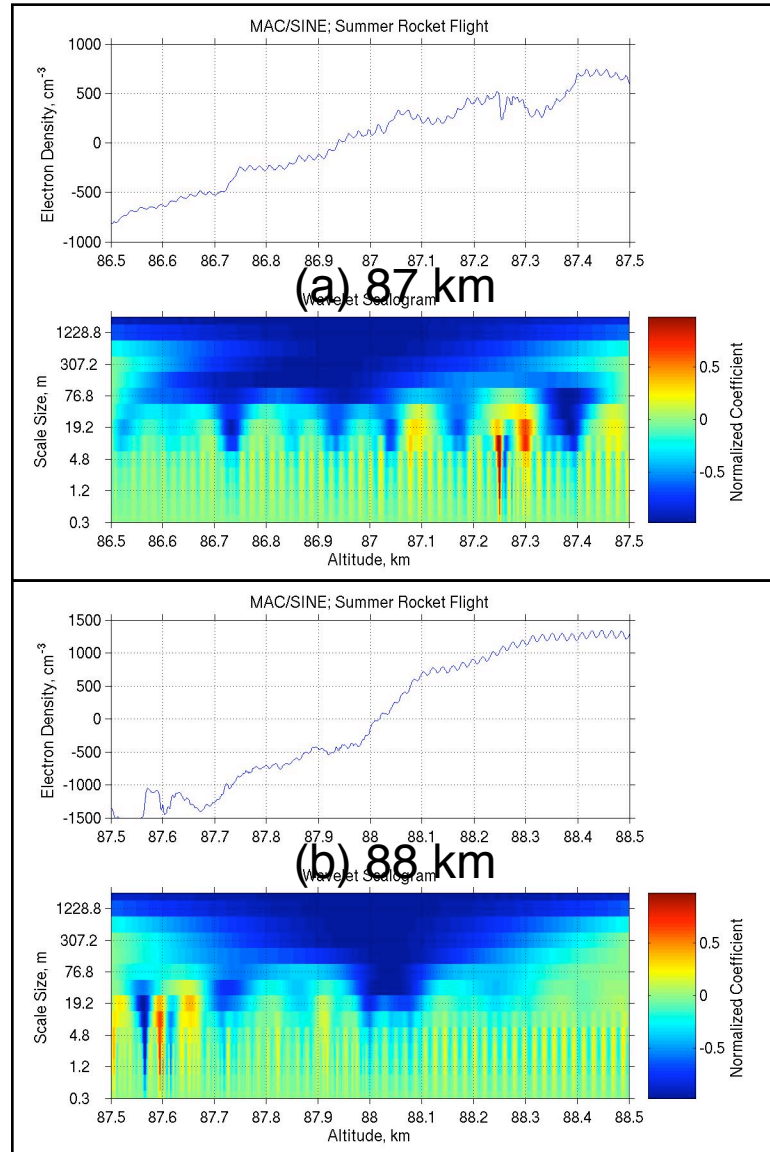 MAC/SINE; Summer Rocket Flight
Electron Density, cm⁻³
1000
500
0
-500
-1000
86.5 86.6 86.7 86.8 86.9 87 87.1 87.2 87.3 87.4 87.5
(a) 87 km
Wavelet Scalogram
Scale Size, m
1228.8
307.2
76.8
19.2
4.8
1.2
0.3
86.5 86.6 86.7 86.8 86.9 87 87.1 87.2 87.3 87.4 87.5
Altitude, km
0.5
0
-0.5
Normalized Coefficient
MAC/SINE; Summer Rocket Flight
Electron Density, cm⁻³
1500
1000
500
0
-500
-1000
-1500
87.5 87.6 87.7 87.8 87.9 88 88.1 88.2 88.3 88.4 88.5
(b) 88 km
Wavelet Scalogram
Scale Size, m
1228.8
307.2
76.8
19.2
4.8
1.2
0.3
87.5 87.6 87.7 87.8 87.9 88 88.1 88.2 88.3 88.4 88.5
Altitude, km
0.5
0
-0.5
Normalized Coefficient